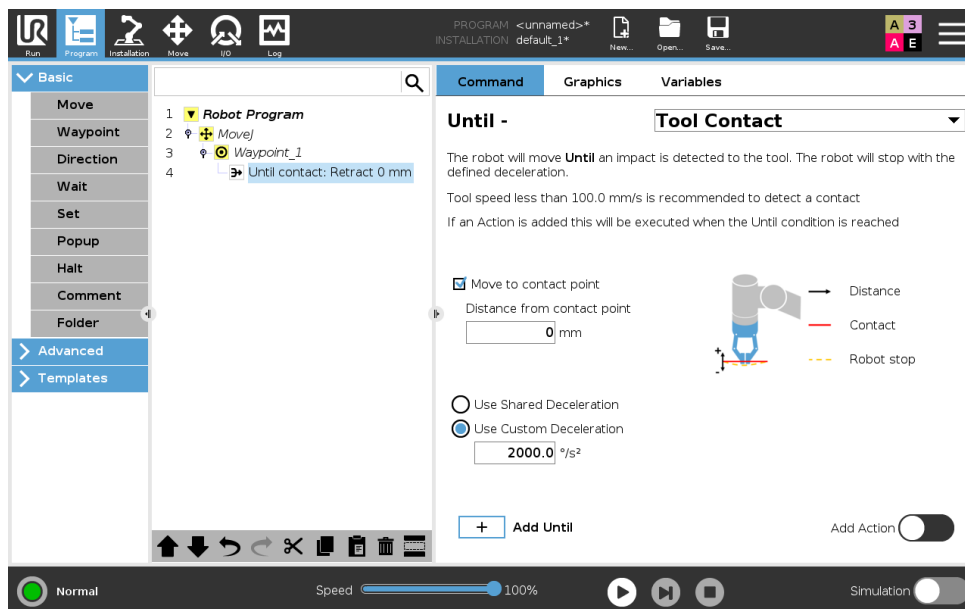 UR
Run
Program
Installation
Move
I/O
Log
PROGRAM <unnamed>*
INSTALLATION default_1*
New...
Open...
Save...
A 3
A E
Basic
Move
Waypoint
Direction
Wait
Set
Popup
Halt
Comment
Folder
Advanced
Templates
1 Robot Program
2 MoveJ
3 Waypoint_1
4 Until contact: Retract 0 mm
Command Graphics Variables
Until - Tool Contact
The robot will move Until an impact is detected to the tool. The robot will stop with the
defined deceleration.
Tool speed less than 100.0 mm/s is recommended to detect a contact
If an Action is added this will be executed when the Until condition is reached
Move to contact point
Distance from contact point
0 mm
Distance
Contact
Robot stop
+
-
Use Shared Deceleration
Use Custom Deceleration
2000.0 °/s²
+ Add Until
Add Action
Normal
Speed 100%
Simulation